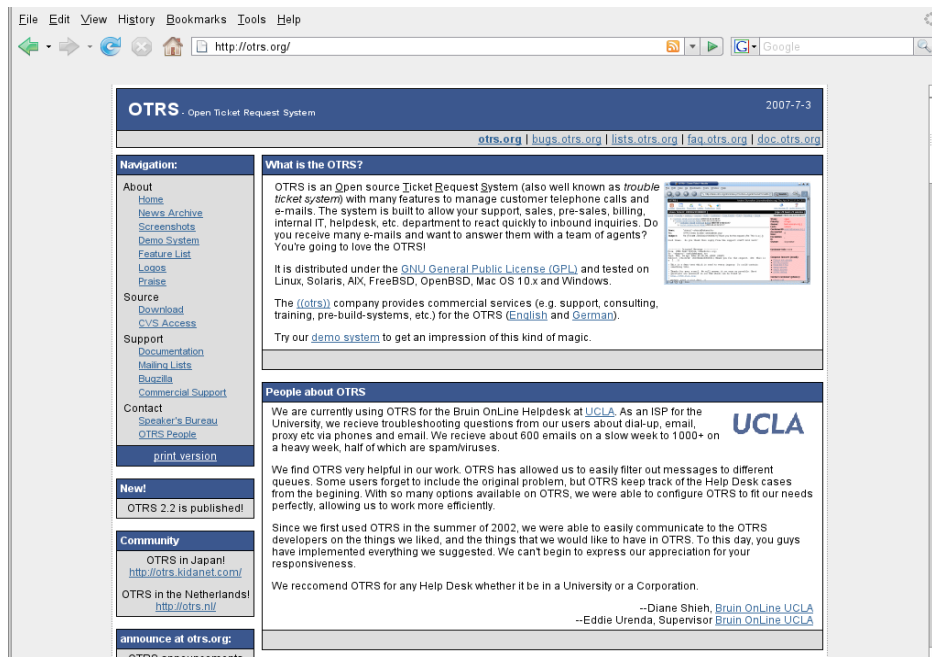 File Edit View History Bookmarks Tools Help
http://otrs.org/
Google
OTRS - Open Ticket Request System
2007-7-3
otrs.org | bugs.otrs.org | lists.otrs.org | faq.otrs.org | doc.otrs.org
Navigation:
About
Home
News Archive
Screenshots
Demo System
Feature List
Logos
Praise
Source
Download
CVS Access
Support
Documentation
Mailing Lists
Bugzilla
Commercial Support
Contact
Speaker's Bureau
OTRS People
print version
New!
OTRS 2.2 is published!
Community
OTRS in Japan!
http://otrs.kidanet.com/
OTRS in the Netherlands!
http://otrs.nl/
announce at otrs.org:
OTRS announcements
What is the OTRS?
OTRS is an Open source Ticket Request System (also well known as trouble
ticket system) with many features to manage customer telephone calls and
e-mails. The system is built to allow your support, sales, pre-sales, billing,
internal IT, helpdesk, etc. department to react quickly to inbound inquiries. Do
you receive many e-mails and want to answer them with a team of agents?
You're going to love the OTRS!
It is distributed under the GNU General Public License (GPL) and tested on
Linux, Solaris, AIX, FreeBSD, OpenBSD, Mac OS 10.x and Windows.
The ((otrs)) company provides commercial services (e.g. support, consulting,
training, pre-build-systems, etc.) for the OTRS (English and German).
Try our demo system to get an impression of this kind of magic.
People about OTRS
We are currently using OTRS for the Bruin OnLine Helpdesk at UCLA. As an ISP for the
University, we recieve troubleshooting questions from our users about dial-up, email,
proxy etc via phones and email. We recieve about 600 emails on a slow week to 1000+ on
a heavy week, half of which are spam/viruses.
UCLA
We find OTRS very helpful in our work. OTRS has allowed us to easily filter out messages to different
queues. Some users forget to include the original problem, but OTRS keep track of the Help Desk cases
from the begining. With so many options available on OTRS, we were able to configure OTRS to fit our needs
perfectly, allowing us to work more efficiently.
Since we first used OTRS in the summer of 2002, we were able to easily communicate to the OTRS
developers on the things we liked, and the things that we would like to have in OTRS. To this day, you guys
have implemented everything we suggested. We can't begin to express our appreciation for your
responsiveness.
We reccomend OTRS for any Help Desk whether it be in a University or a Corporation.
--Diane Shieh, Bruin OnLine UCLA
--Eddie Urenda, Supervisor Bruin OnLine UCLA